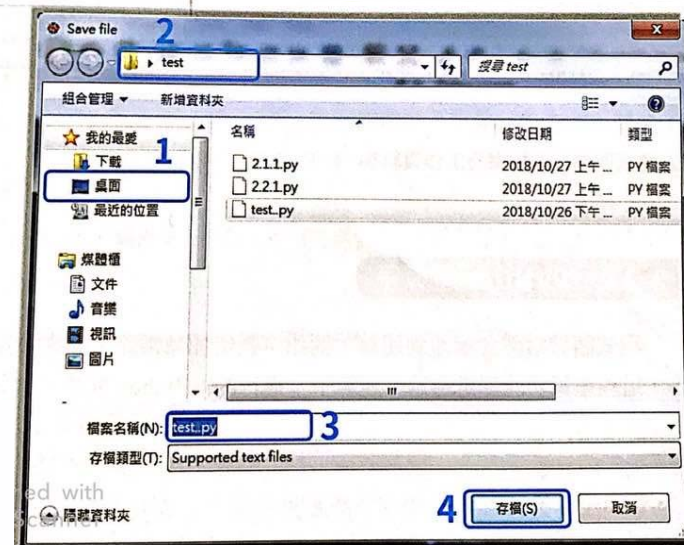 Save file
2
test
搜尋 test
組合管理 新增資料夾
我的最愛
1
下載
桌面
最近的位置
媒體櫃
文件
音樂
視訊
圖片
名稱 修改日期 類型
2.1.1.py 2018/10/27 上午... PY 檔案
2.2.1.py 2018/10/27 上午... PY 檔案
test..py 2018/10/26 下午... PY 檔案
檔案名稱(N): test..py 3
存檔類型(T): Supported text files
ed with
隱藏資料夾
4 存檔(S) 取消